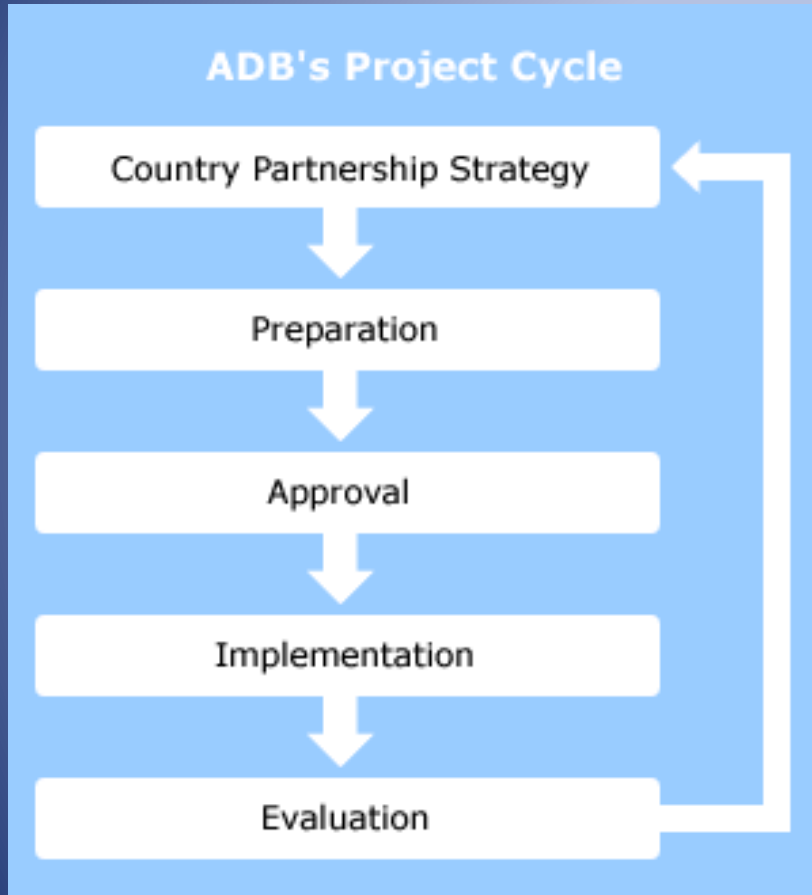 ADB's Project Cycle
Country Partnership Strategy
Preparation
Approval
Implementation
Evaluation